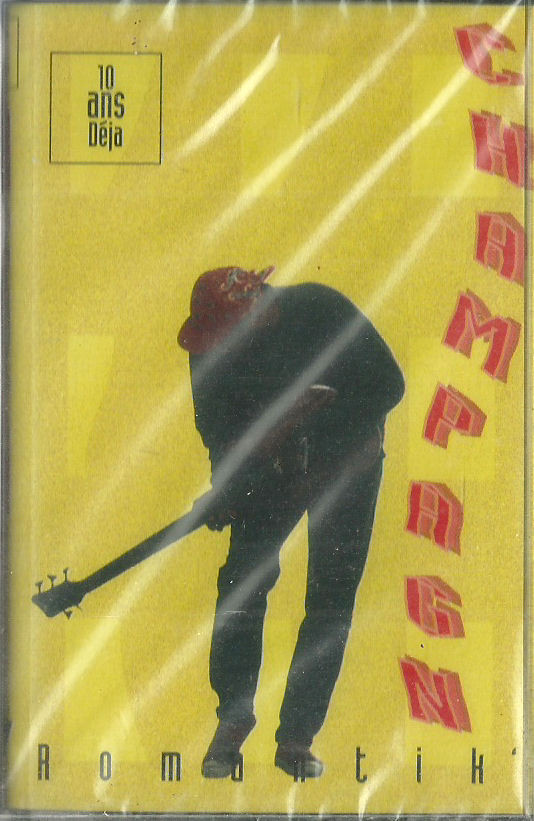 10
ans
Déja
CHAMPAGN
Romantik'